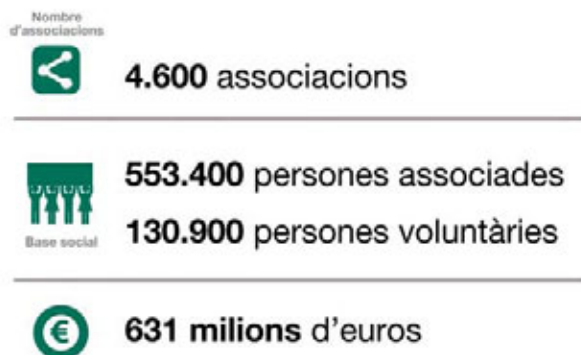 Nombre
d'associacions
4.600 associacions
553.400 persones associades
130.900 persones voluntàries
Base social
€
631 milions d'euros